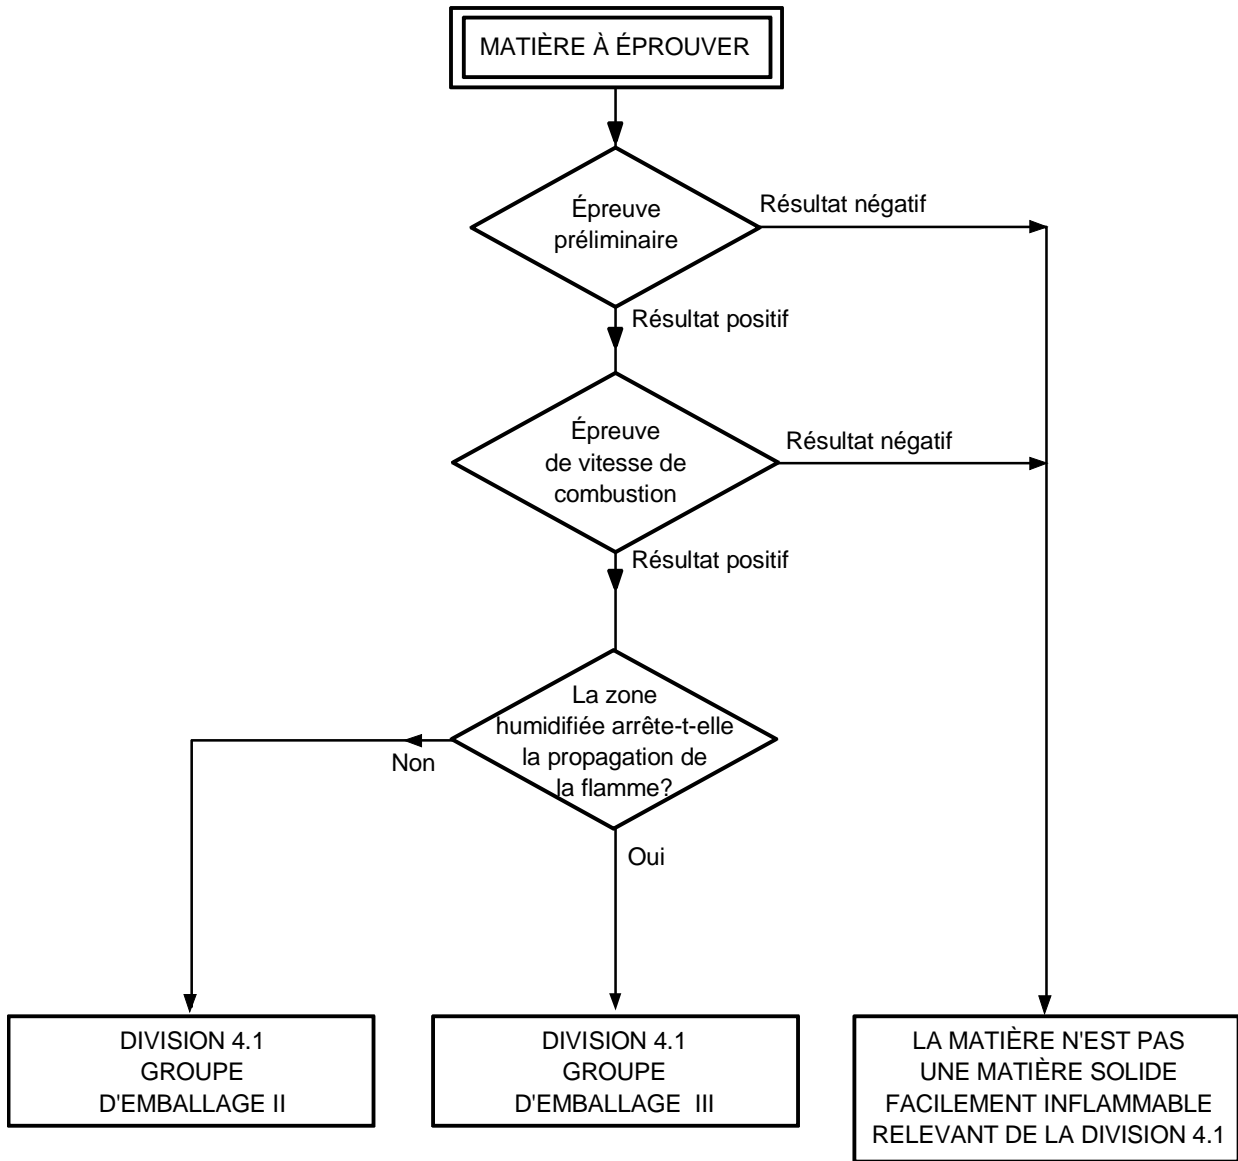 MATIÈRE À ÉPROUVER
Épreuve
préliminaire
Résultat négatif
Résultat positif
Épreuve
de vitesse de
combustion
Résultat négatif
Résultat positif
La zone
humidifiée arrête-t-elle
la propagation de
la flamme?
Non
Oui
DIVISION 4.1
GROUPE
D'EMBALLAGE II
DIVISION 4.1
GROUPE
D'EMBALLAGE III
LA MATIÈRE N'EST PAS
UNE MATIÈRE SOLIDE
FACILEMENT INFLAMMABLE
RELEVANT DE LA DIVISION 4.1